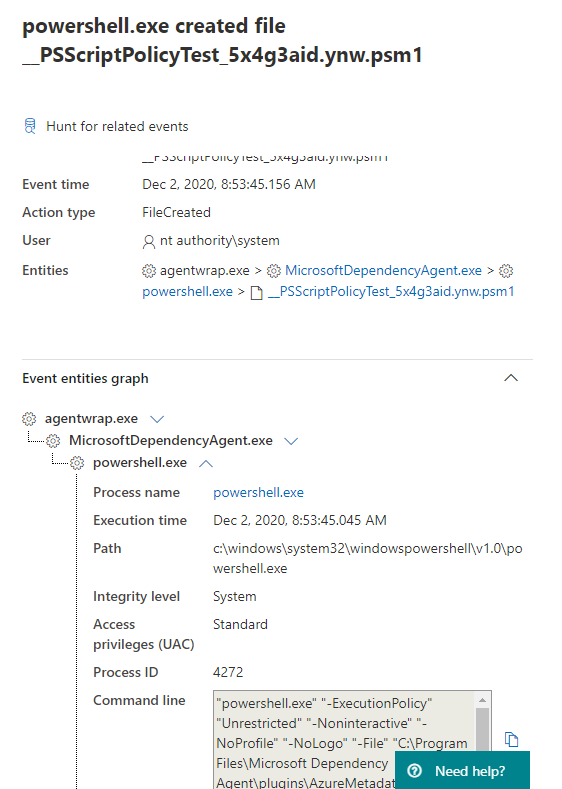 powershell.exe created file
__PSScriptPolicyTest_5x4g3aid.ynw.psm1
Hunt for related events
__PSScriptPolicyTest_5x4g3aid.ynw.psm1
Event time Dec 2, 2020, 8:53:45.156 AM
Action type FileCreated
User nt authority\system
Entities agentwrap.exe > MicrosoftDependencyAgent.exe >
powershell.exe > __PSScriptPolicyTest_5x4g3aid.ynw.psm1
Event entities graph
agentwrap.exe
MicrosoftDependencyAgent.exe
powershell.exe
Process name powershell.exe
Execution time Dec 2, 2020, 8:53:45.045 AM
Path c:\windows\system32\windowspowershell\v1.0\po
wershell.exe
Integrity level System
Access Standard
privileges (UAC)
Process ID 4272
Command line "powershell.exe" "-ExecutionPolicy"
"Unrestricted" "-Noninteractive" "-
NoProfile" "-NoLogo" "-File" "C:\Program
Files\Microsoft Dependency
Agent\plugins\AzureMetadat
Need help?